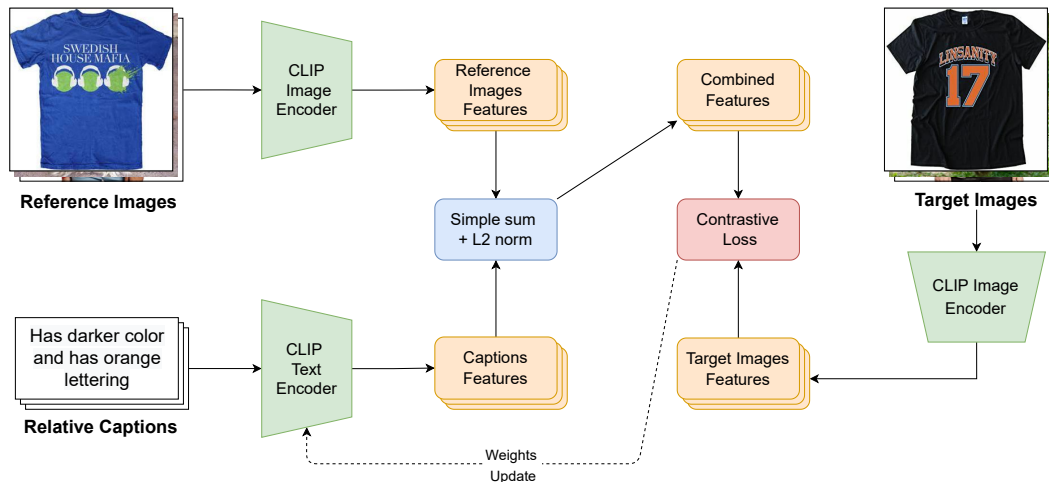 SWEDISH
HOUSE MAFIA
Reference Images
CLIP
Image
Encoder
Reference
Images
Features
Combined
Features
LINSANITY
17
Target Images
Simple sum
+ L2 norm
Contrastive
Loss
CLIP Image
Encoder
Has darker color
and has orange
lettering
Relative Captions
CLIP
Text
Encoder
Captions
Features
Target Images
Features
Weights
Update